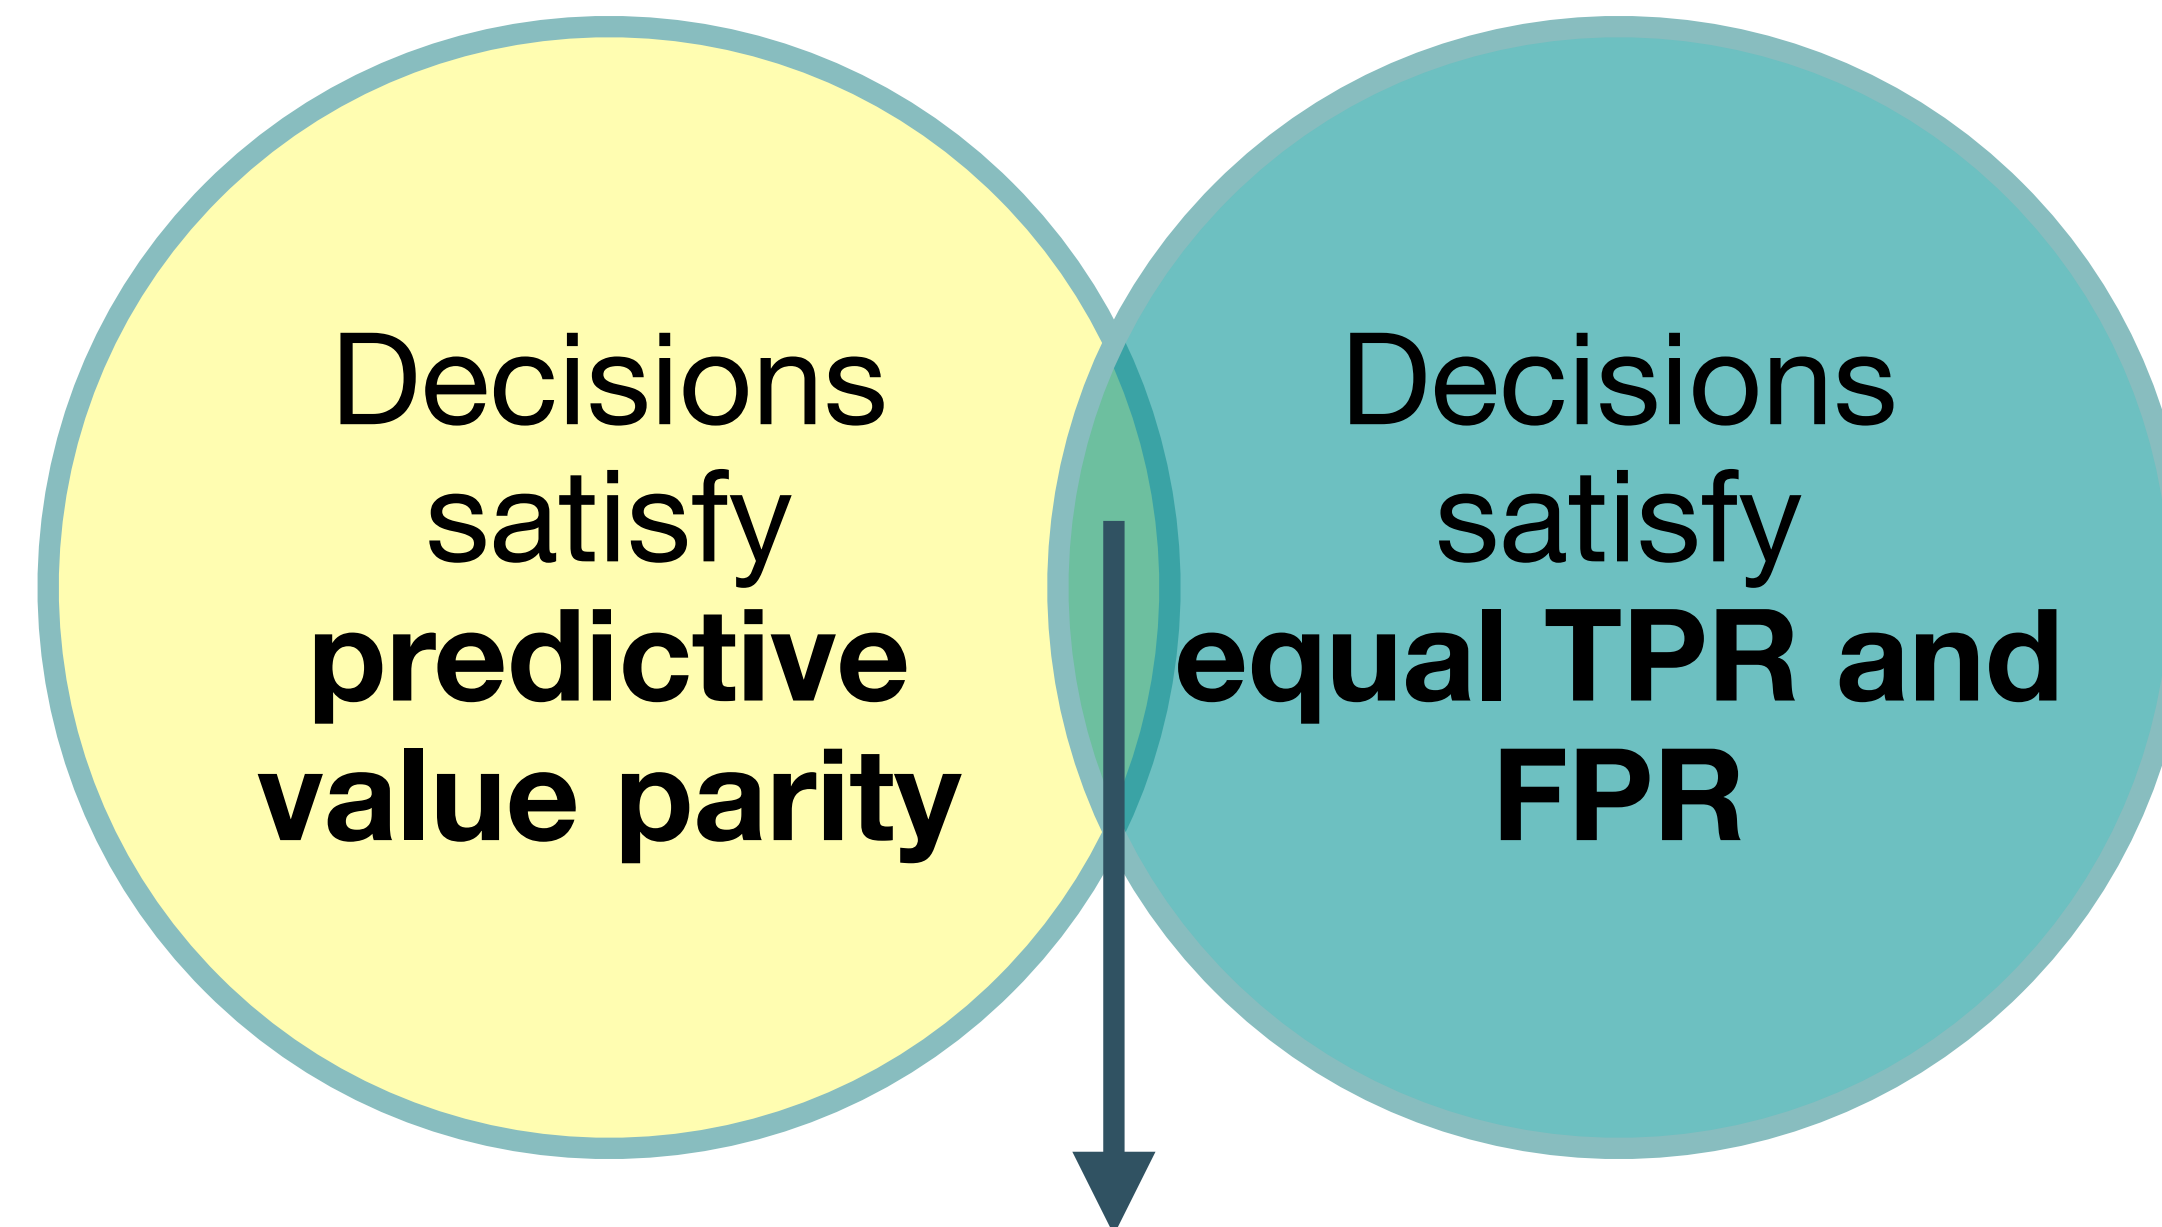 Decisions
satisfy
predictive
value parity
Decisions
satisfy
equal TPR and
FPR